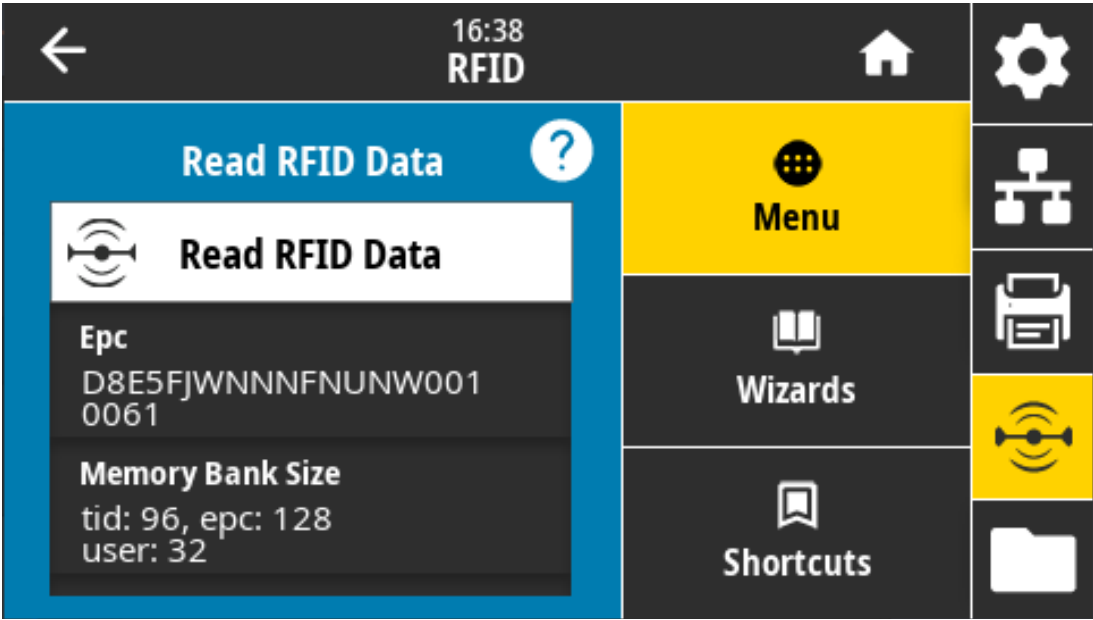 16:38
RFID
Read RFID Data
?
Read RFID Data
Epc
D8E5FJWNNNFNUNW001
0061
Memory Bank Size
tid: 96, epc: 128
user: 32
Menu
Wizards
Shortcuts